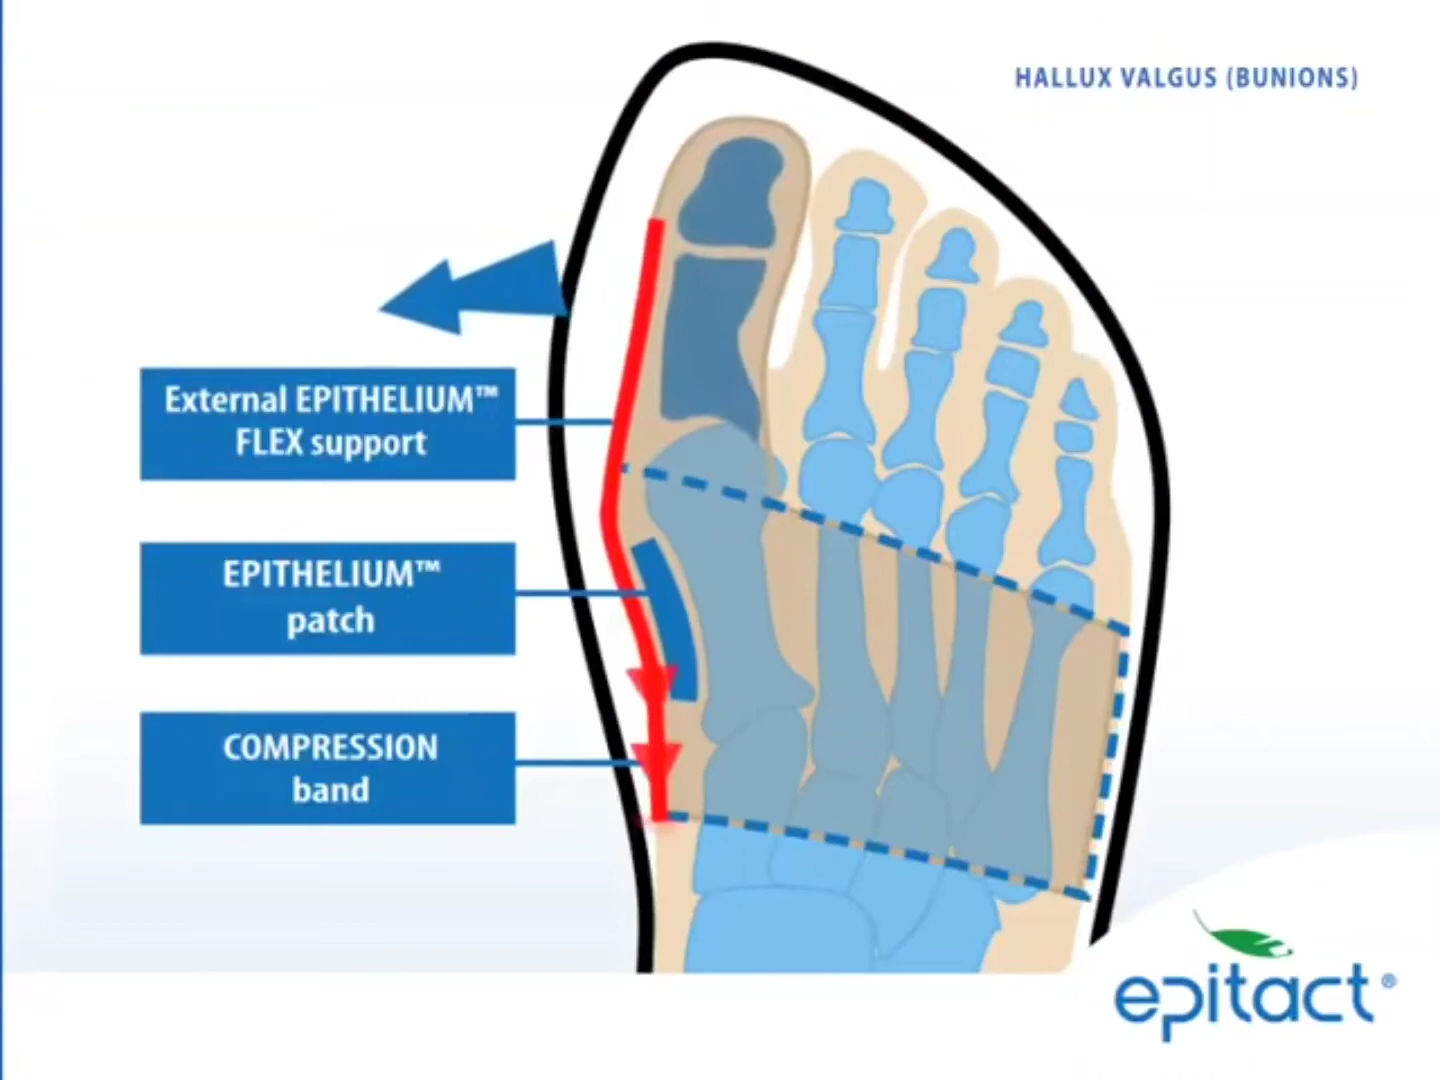 HALLUX VALGUS (BUNIONS)
External EPITHELIUM™
FLEX support
EPITHELIUM™
patch
COMPRESSION
band
epitact®